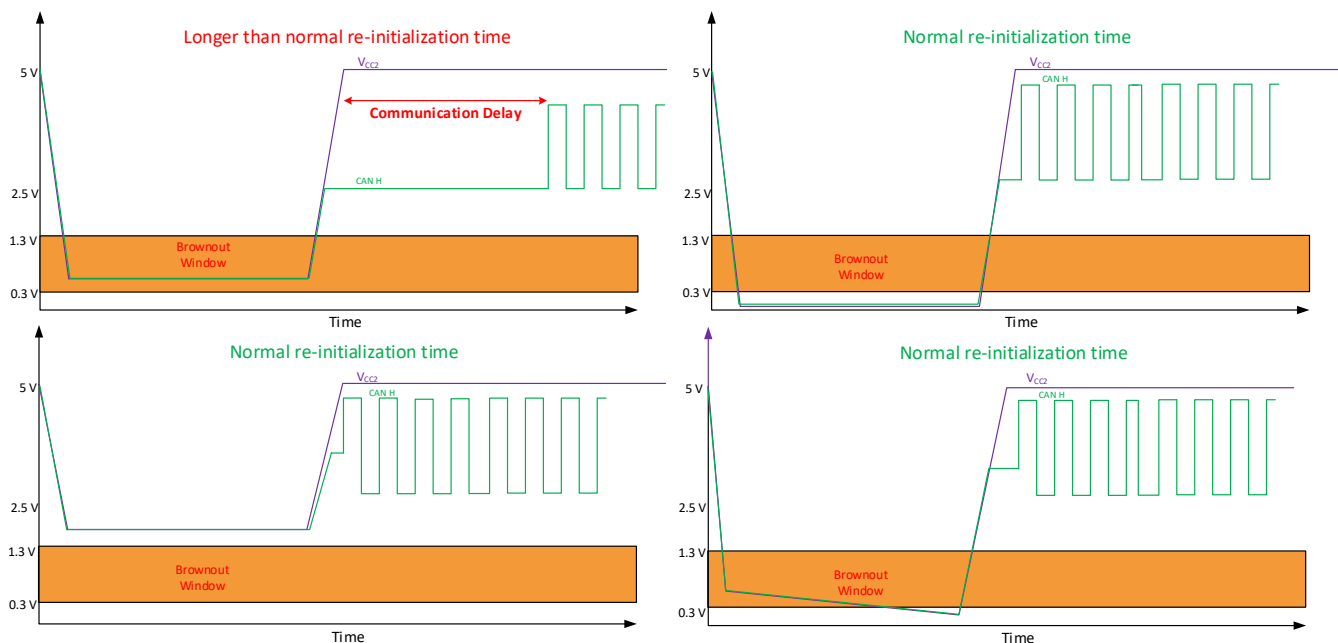 Longer than normal re-initialization time
VCC2
5 V
Communication Delay
CAN H
2.5 V
1.3 V
Brownout
Window
0.3 V
Time
Normal re-initialization time
VCC2
5 V
CAN H
2.5 V
1.3 V
Brownout
Window
0.3 V
Time
Normal re-initialization time
VCC2
5 V
CAN H
2.5 V
1.3 V
Brownout
Window
0.3 V
Time
Normal re-initialization time
VCC2
5 V
CAN H
2.5 V
1.3 V
Brownout
Window
0.3 V
Time